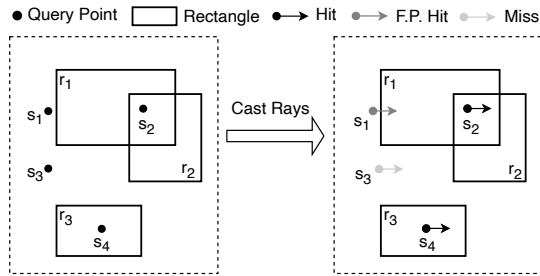 Query Point Rectangle Hit F.P. Hit Miss
r1
s1
s2
s3
r2
r3
s4
Cast Rays
r1
s1
s2
s3
r2
r3
s4